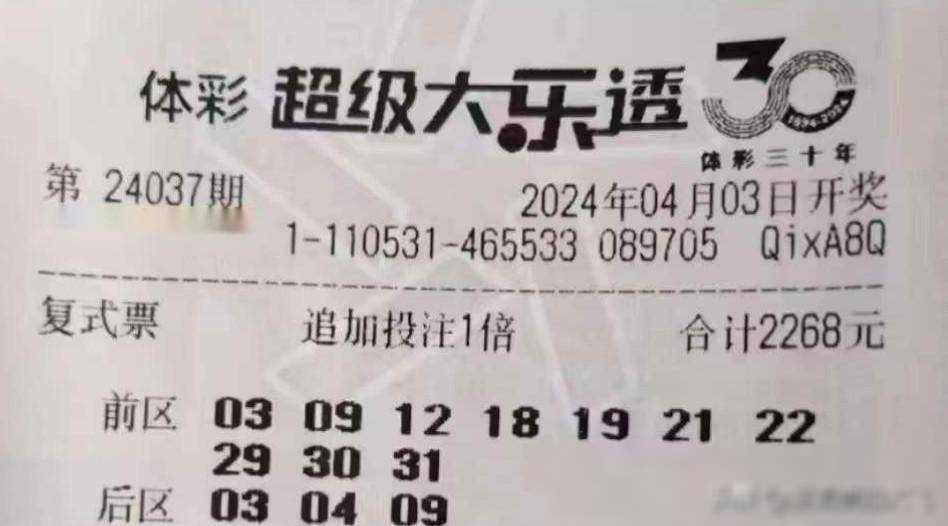 体彩 超级大乐透 30
1994-2024
体彩三十年
第 24037期 2024年04月03日开奖
1-110531-465533 089705 QixA8Q
复式票 追加投注1倍 合计2268元
前区 03 09 12 18 19 21 22
29 30 31
后区 03 04 09